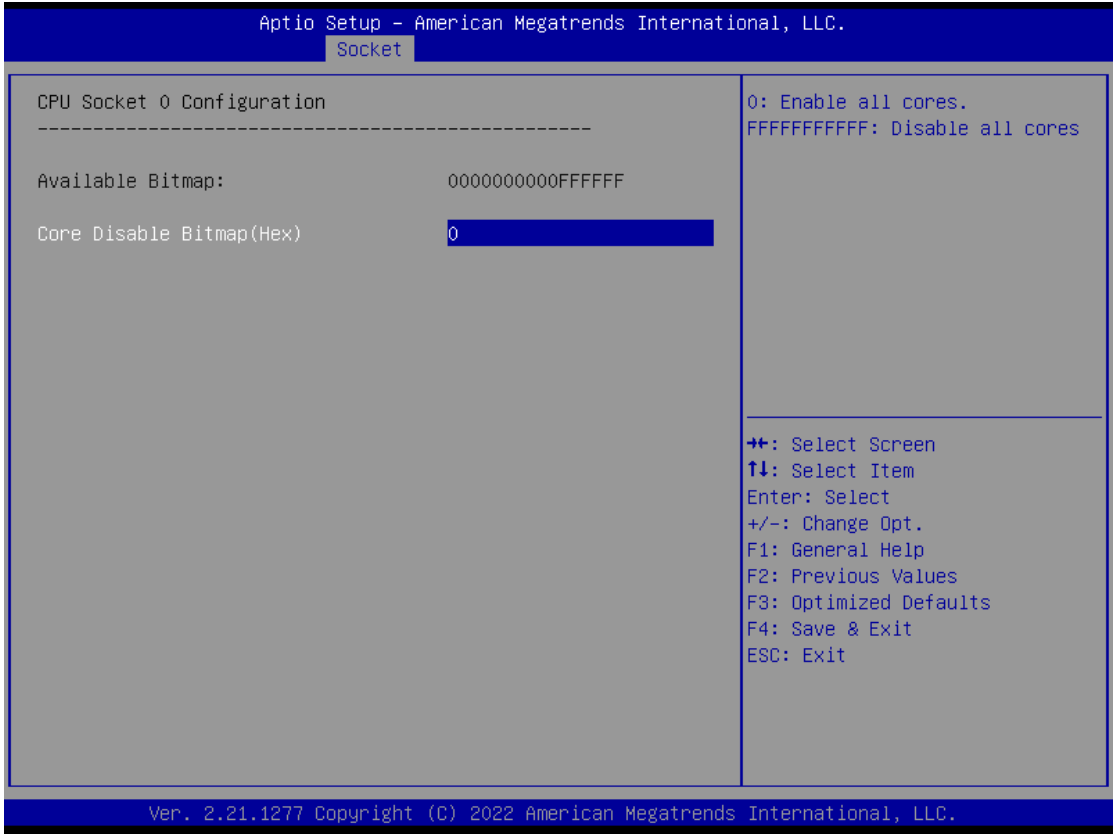 Aptio Setup – American Megatrends International, LLC.
Socket
CPU Socket 0 Configuration
--------------------------------------------------
Available Bitmap: 0000000000FFFFFF
Core Disable Bitmap(Hex) 0
0: Enable all cores.
FFFFFFFFFFF: Disable all cores
→←: Select Screen
↑↓: Select Item
Enter: Select
+/-: Change Opt.
F1: General Help
F2: Previous Values
F3: Optimized Defaults
F4: Save & Exit
ESC: Exit
Ver. 2.21.1277 Copyright (C) 2022 American Megatrends International, LLC.